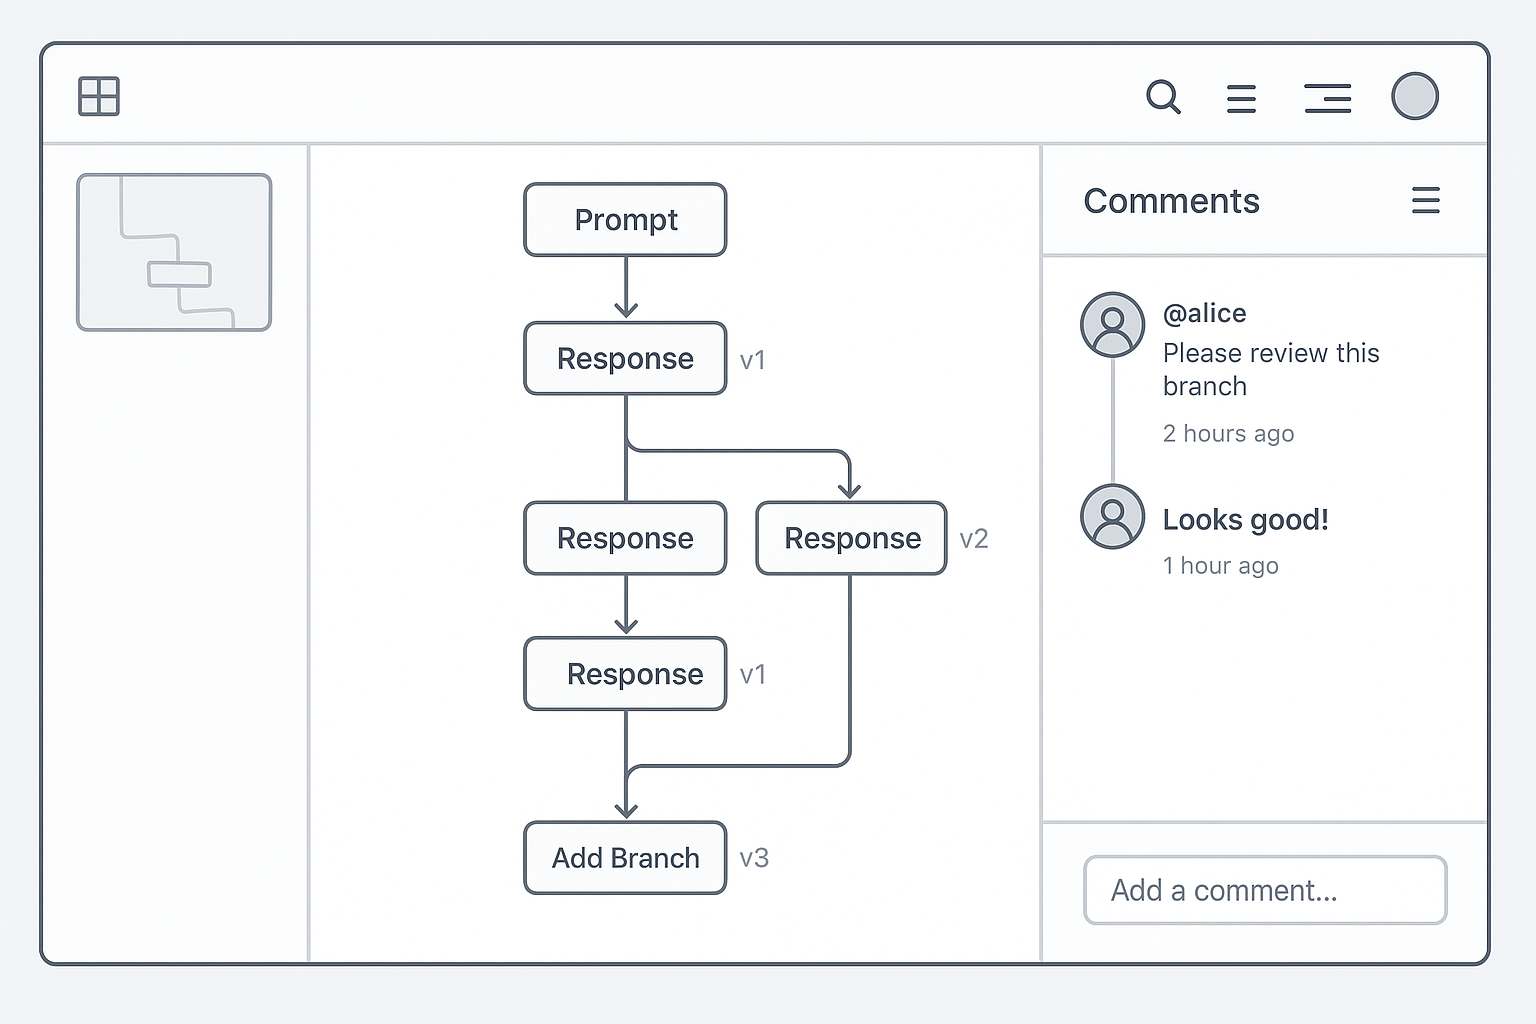 Prompt
Response v1
Response
Response v2
Response v1
Add Branch v3
Comments
@alice
Please review this
branch
2 hours ago
Looks good!
1 hour ago
Add a comment...